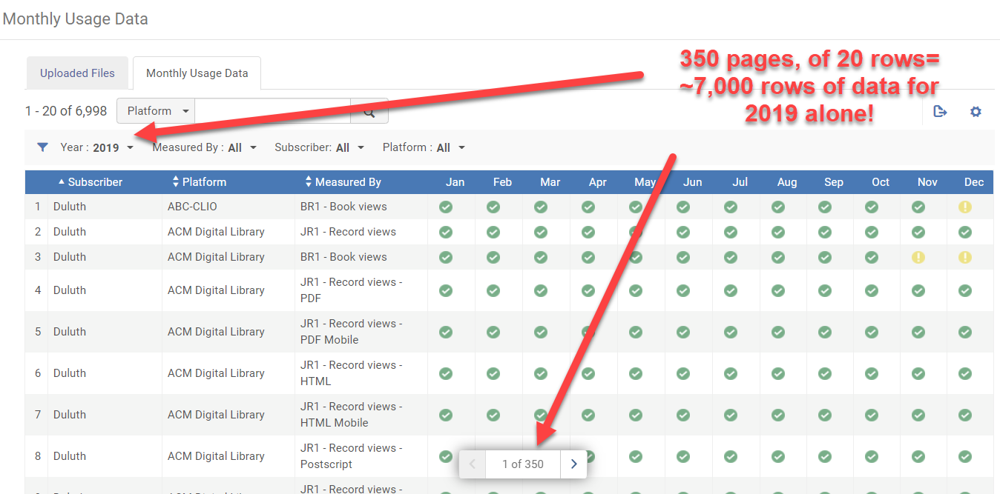 Monthly Usage Data
350 pages, of 20 rows=
~7,000 rows of data for
2019 alone!
Uploaded Files Monthly Usage Data
1 - 20 of 6,998 Platform
Year : 2019 Measured By : All Subscriber: All Platform : All
Subscriber Platform Measured By Jan Feb Mar Apr May Jun Jul Aug Sep Oct Nov Dec
1 Duluth ABC-CLIO BR1 - Book views
2 Duluth ACM Digital Library JR1 - Record views
3 Duluth ACM Digital Library BR1 - Book views
4 Duluth ACM Digital Library JR1 - Record views -
PDF
5 Duluth ACM Digital Library JR1 - Record views -
PDF Mobile
6 Duluth ACM Digital Library JR1 - Record views -
HTML
7 Duluth ACM Digital Library JR1 - Record views -
HTML Mobile
8 Duluth ACM Digital Library JR1 - Record views -
Postscript
1 of 350
JR1 - Record views -